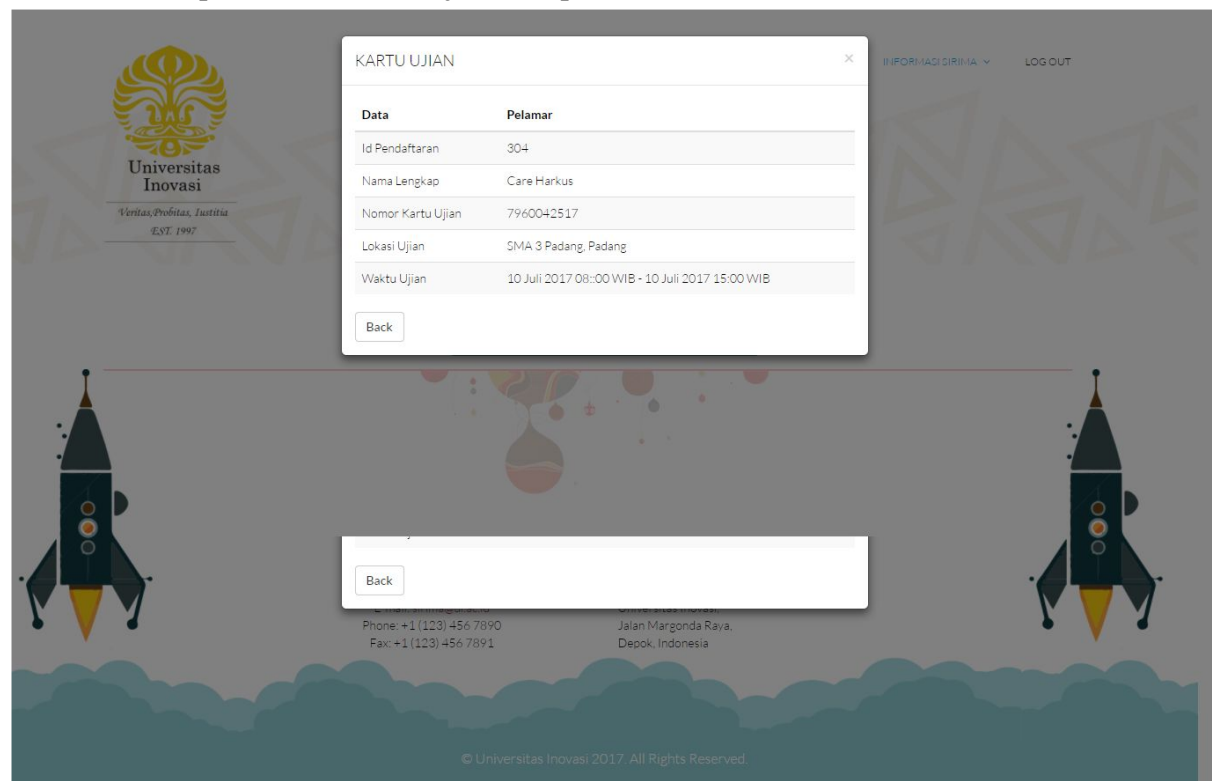 KARTU UJIAN ×
INFORMASI SIRIMA LOG OUT
Universitas
Inovasi
Veritas, Probitas, Iustitia
EST. 1997
Data Pelamar
Id Pendaftaran 304
Nama Lengkap Care Harkus
Nomor Kartu Ujian 7960042517
Lokasi Ujian SMA 3 Padang, Padang
Waktu Ujian 10 Juli 2017 08::00 WIB - 10 Juli 2017 15:00 WIB
Back
Back
Phone: +1 (123) 456 7890 Jalan Margonda Raya,
Fax: +1 (123) 456 7891 Depok, Indonesia
© Universitas Inovasi 2017. All Rights Reserved.